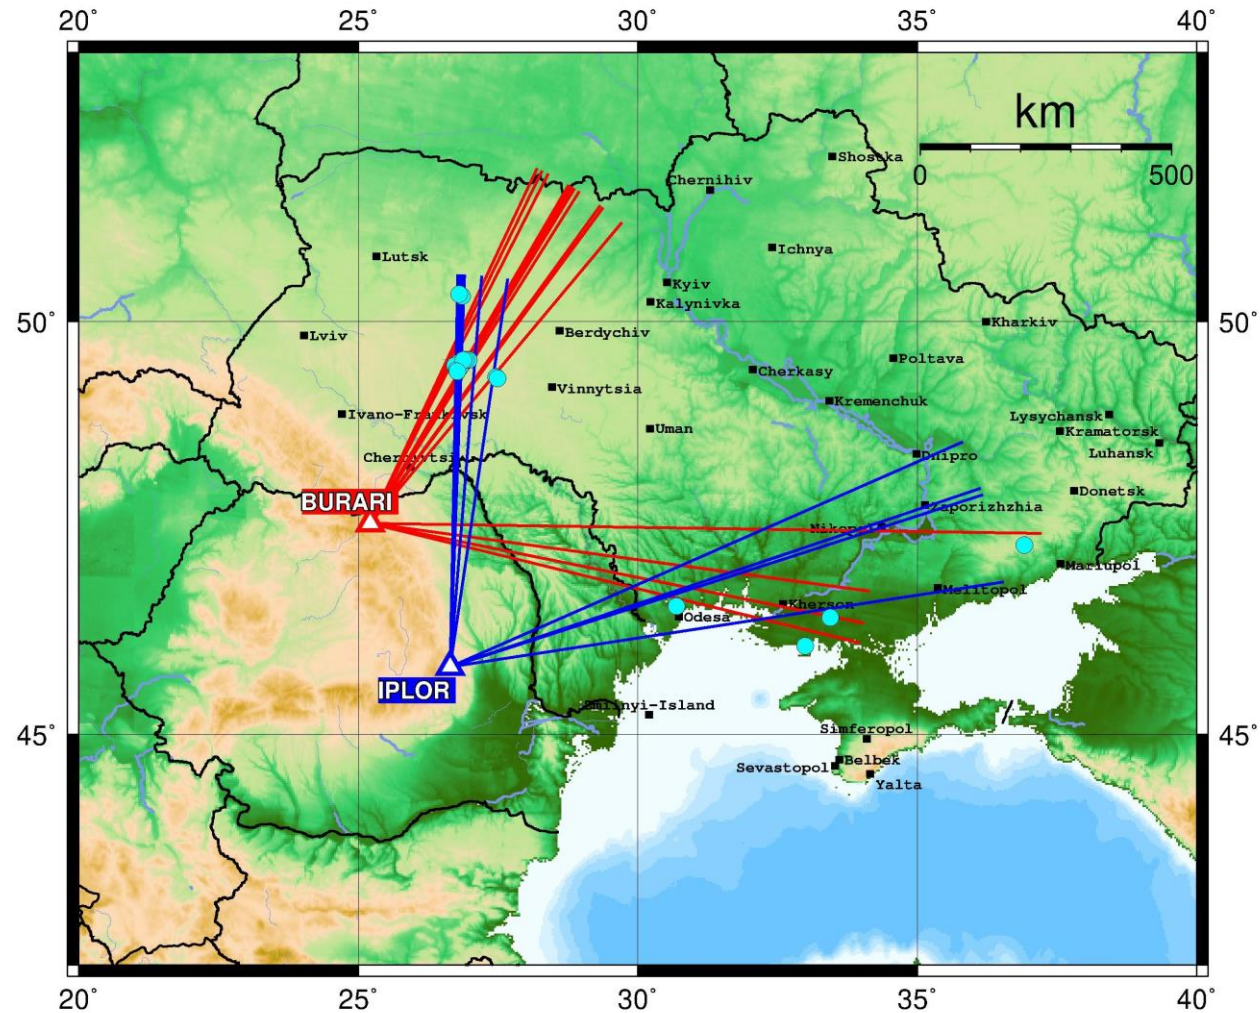 20° 25° 30° 35° 40°
km
0 500
Shostka
Chernihiv
Lutsk
Ichnya
Kyiv
Kalynivka
50° 50°
Lviv
Berdychiv
Kharkiv
Poltava
Cherkasy
Vinnytsia
Ivano-Frankivsk
Kremenchuk
Lysychansk
Uman
Kramatorsk
Luhansk
Dnipro
Donetsk
BURARI
Zaporizhzhia
Mariupol
Melitopol
Kherson
Odesa
IPLOR
Zmiinyi-Island
45° 45°
Simferopol
Belbek
Sevastopol
Yalta
20° 25° 30° 35° 40°